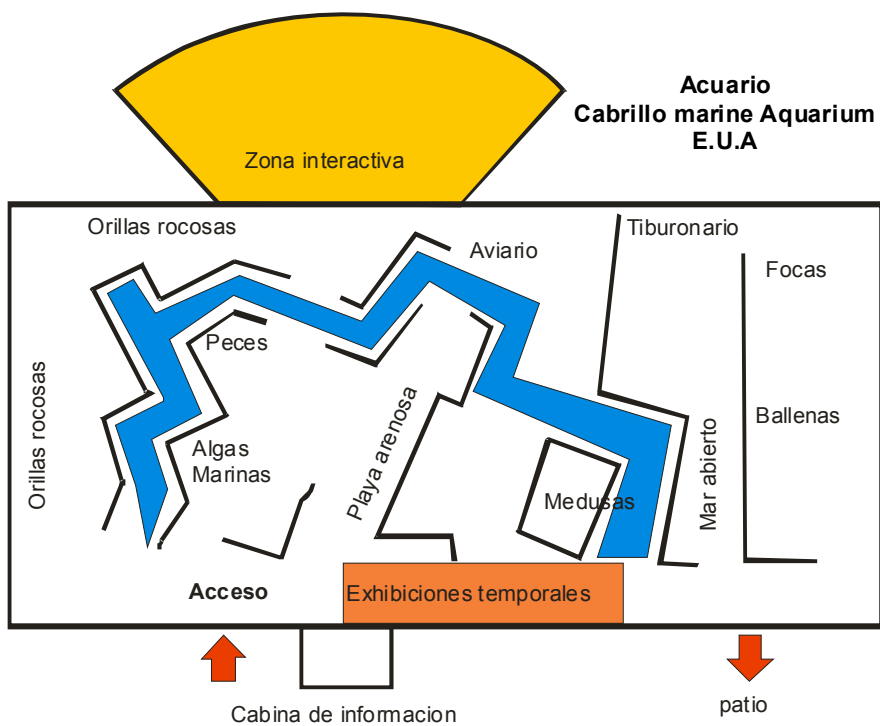 Acuario
Cabrillo marine Aquarium
E.U.A
Zona interactiva
Orillas rocosas
Aviario
Tiburonario
Focas
Peces
Orillas rocosas
Algas
Marinas
Playa arenosa
Medusas
Mar abierto
Ballenas
Acceso
Exhibiciones temporales
Cabina de informacion
patio